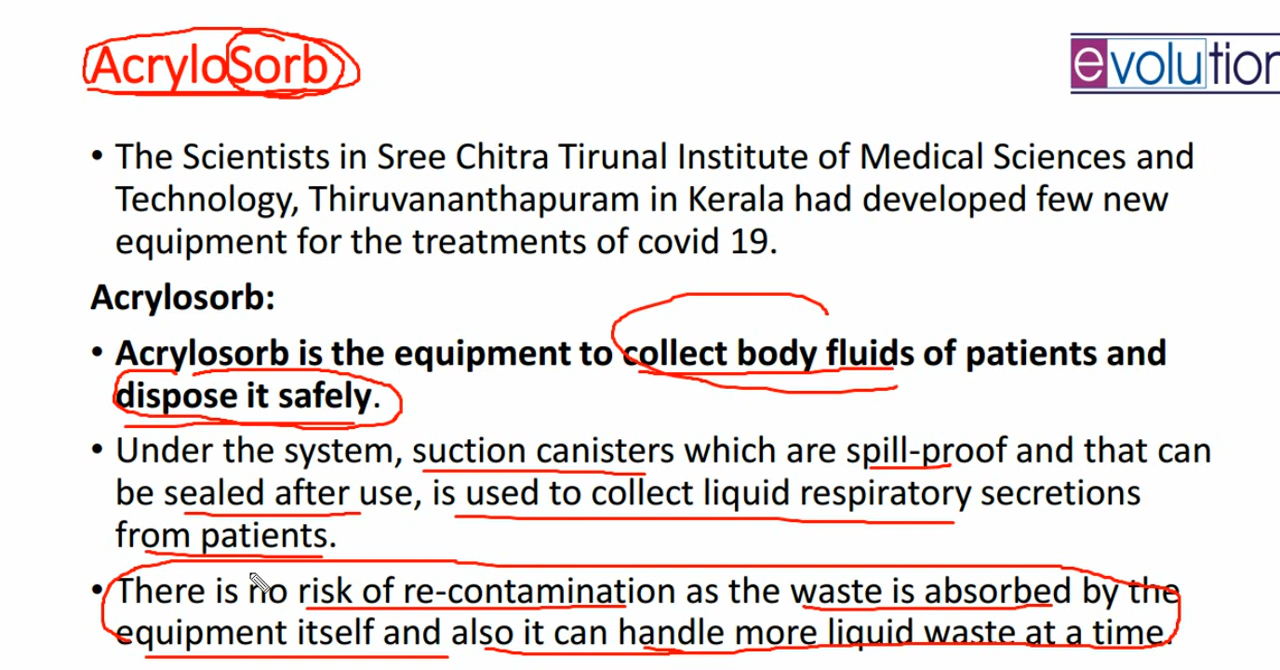 AcryloSorb
evolution
• The Scientists in Sree Chitra Tirunal Institute of Medical Sciences and
Technology, Thiruvananthapuram in Kerala had developed few new
equipment for the treatments of covid 19.
Acrylosorb:
• Acrylosorb is the equipment to collect body fluids of patients and
dispose it safely.
• Under the system, suction canisters which are spill-proof and that can
be sealed after use, is used to collect liquid respiratory secretions
from patients.
• There is no risk of re-contamination as the waste is absorbed by the
equipment itself and also it can handle more liquid waste at a time.